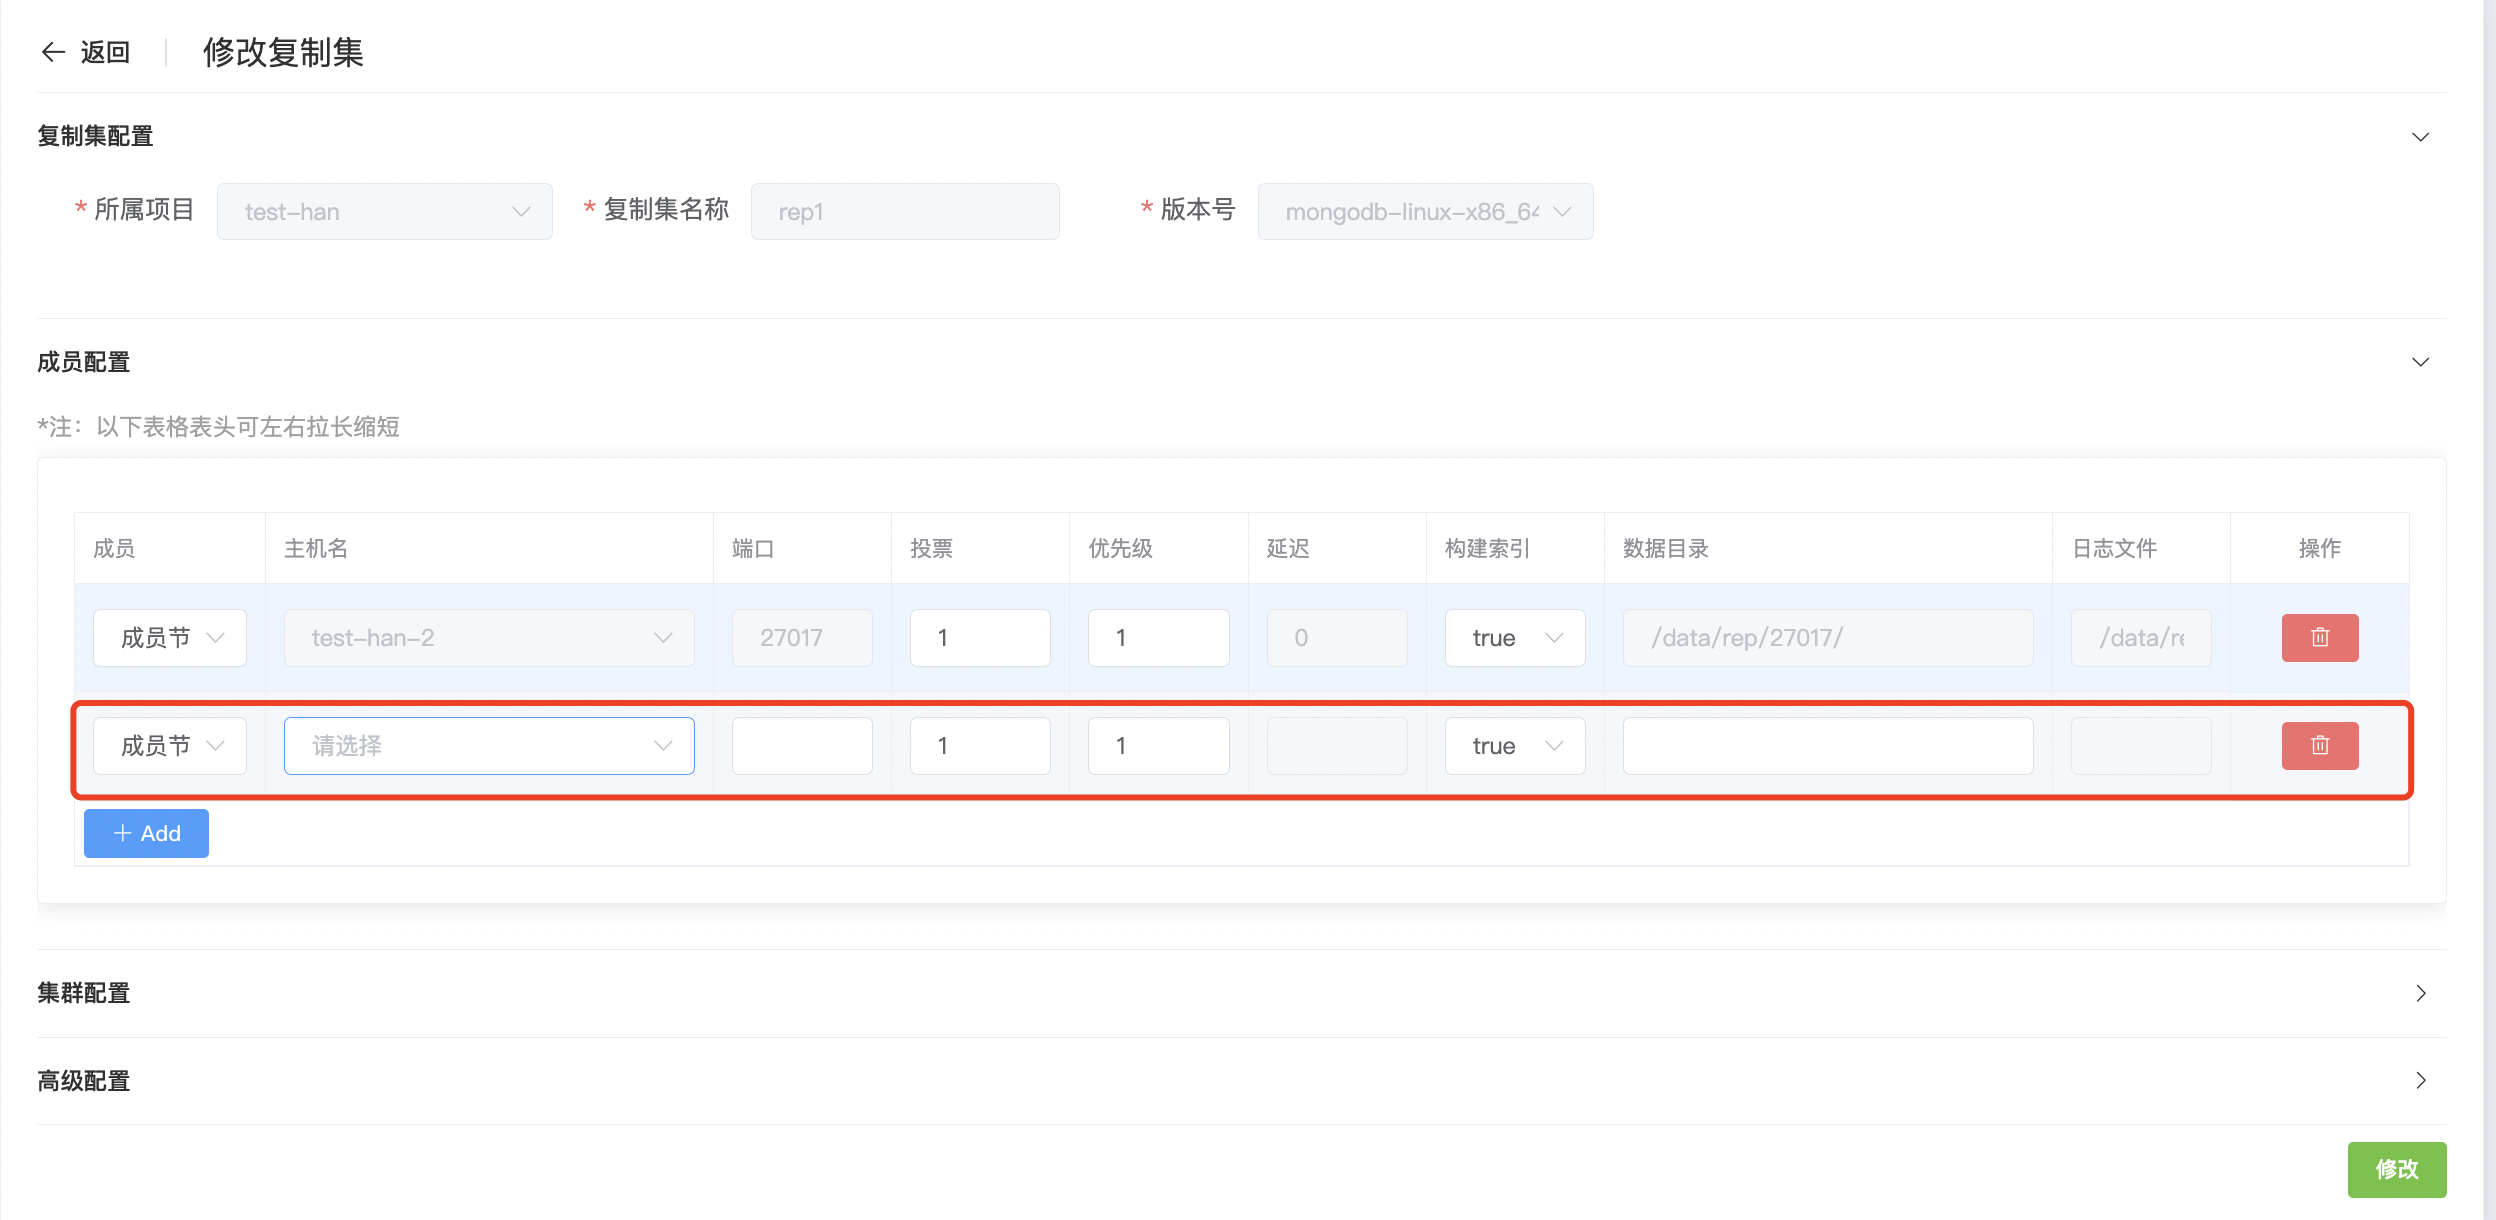 返回 修改复制集
复制集配置
* 所属项目 test-han * 复制集名称 rep1 * 版本号 mongodb-linux-x86_64
成员配置
*注：以下表格表头可左右拉长缩短
成员 主机名 端口 投票 优先级 延迟 构建索引 数据目录 日志文件 操作
成员节 test-han-2 27017 1 1 0 true /data/rep/27017/ /data/re
成员节 请选择 1 1 true
Add
集群配置
高级配置
修改